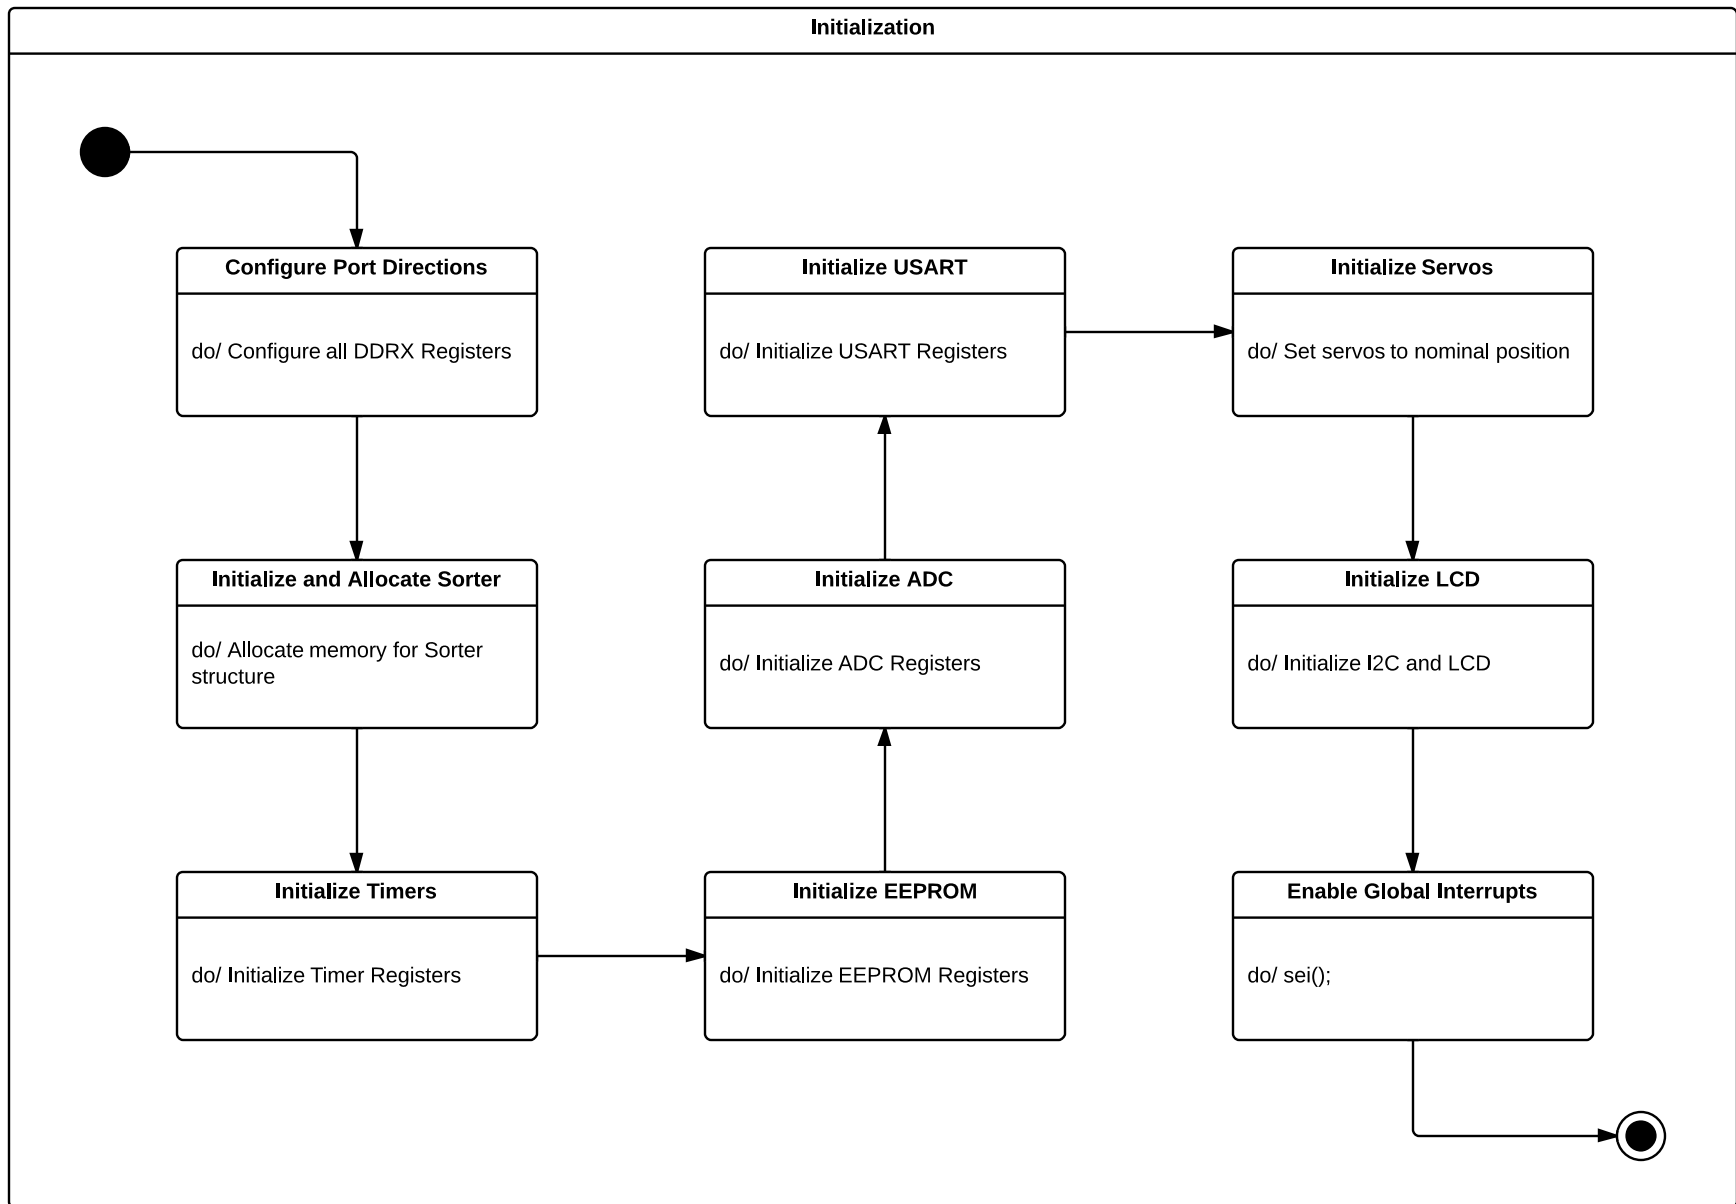 Initialization
Configure Port Directions
do/ Configure all DDRX Registers
Initialize and Allocate Sorter
do/ Allocate memory for Sorter
structure
Initialize Timers
do/ Initialize Timer Registers
Initialize EEPROM
do/ Initialize EEPROM Registers
Initialize ADC
do/ Initialize ADC Registers
Initialize USART
do/ Initialize USART Registers
Initialize Servos
do/ Set servos to nominal position
Initialize LCD
do/ Initialize I2C and LCD
Enable Global Interrupts
do/ sei();